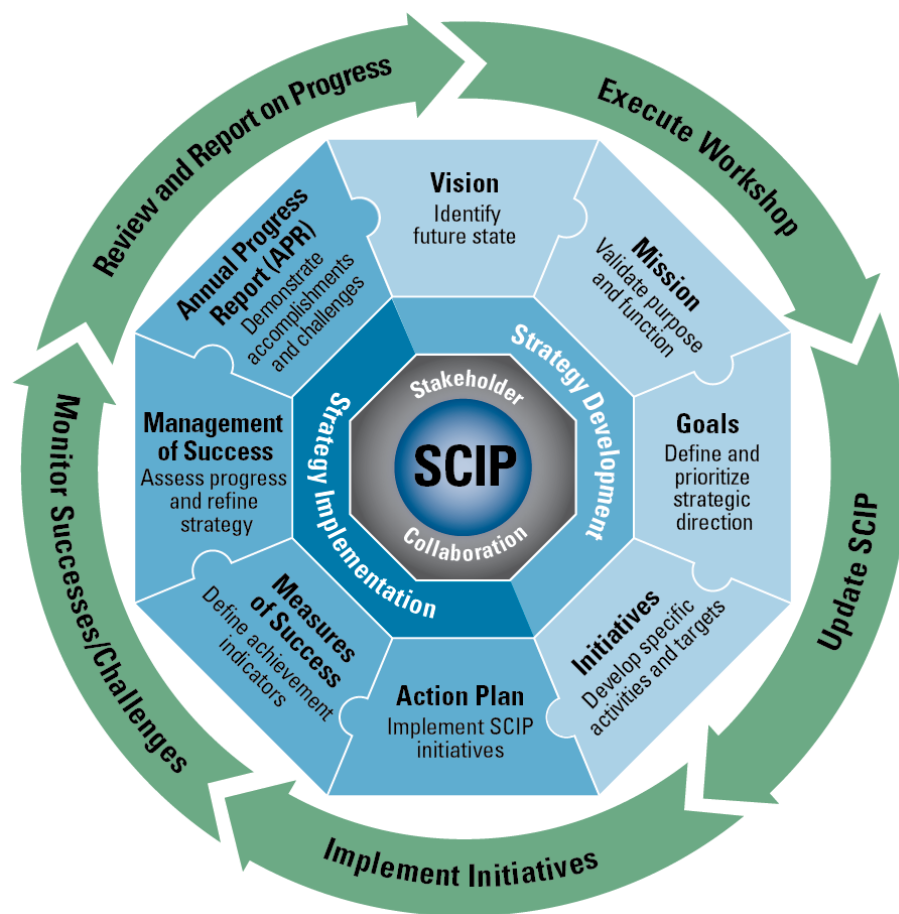 Review and Report on Progress
Execute Workshop
Update SCIP
Implement Initiatives
Monitor Successes/Challenges
Vision
Identify
future state
Mission
Validate purpose
and function
Goals
Define and
prioritize
strategic
direction
Initiatives
Develop specific
activities and targets
Action Plan
Implement SCIP
initiatives
Measures
of Success
Define achievement
indicators
Management
of Success
Assess progress
and refine
strategy
Annual Progress
Report (APR)
Demonstrate
accomplishments
and challenges
Strategy Development
Strategy Implementation
Stakeholder
SCIP
Collaboration